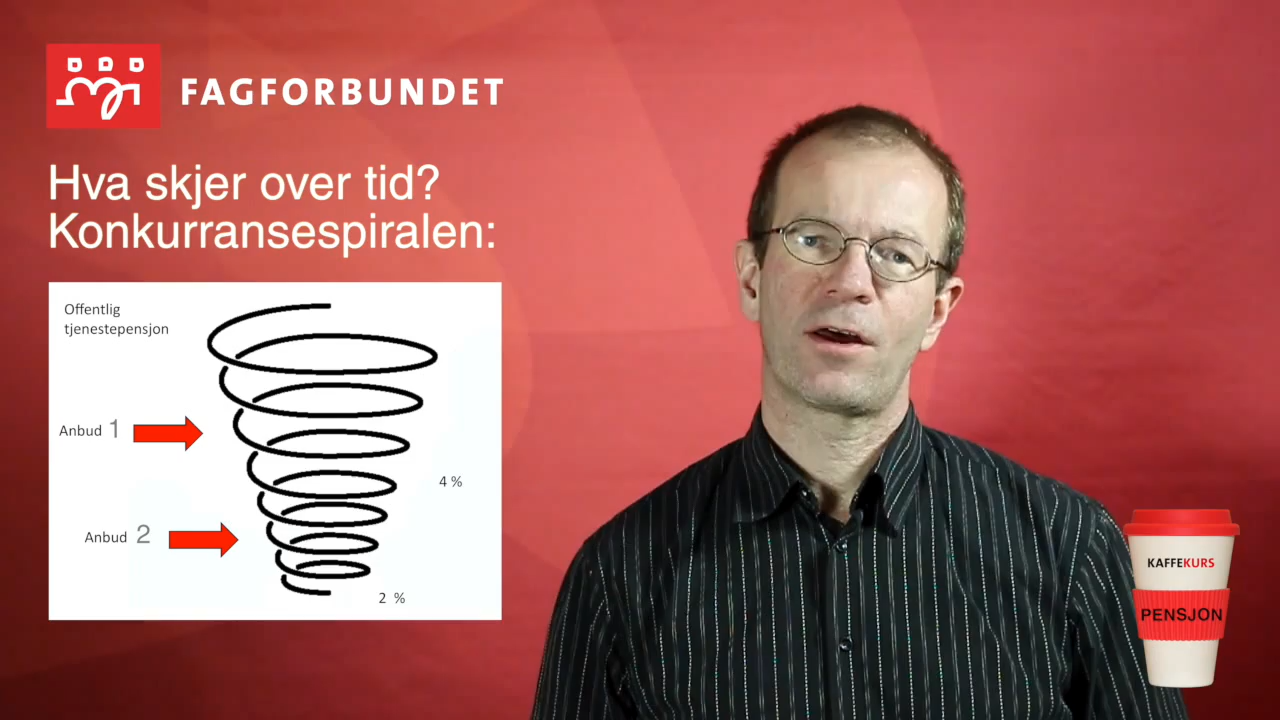 FAGFORBUNDET
Hva skjer over tid?
Konkurransespiralen:
Offentlig
tjenestepensjon
Anbud 1
4 %
Anbud 2
2 %
KAFFEKURS
PENSJON